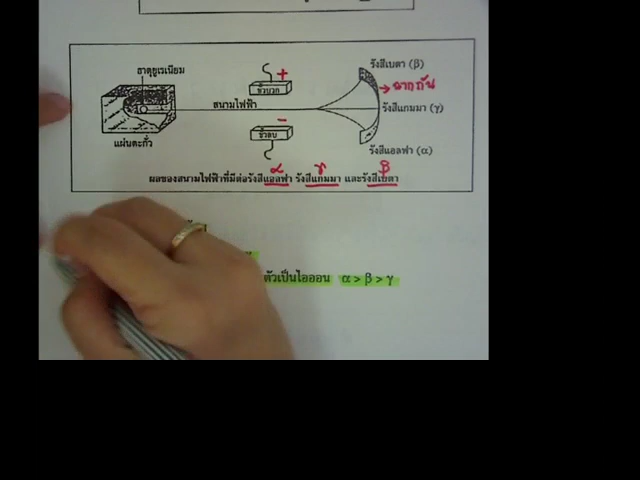 ธาตุยูเรเนียม
รังสีเบตา (β)
+
ขั้วบวก
ฉากกั้น
สนามไฟฟ้า
รังสีแกมมา (γ)
−
ขั้วลบ
แผ่นตะกั่ว
รังสีแอลฟา (α)
α γ β
ผลของสนามไฟฟ้าที่มีต่อรังสีแอลฟา รังสีแกมมา และรังสีเบตา
ตัวเป็นไอออน α > β > γ